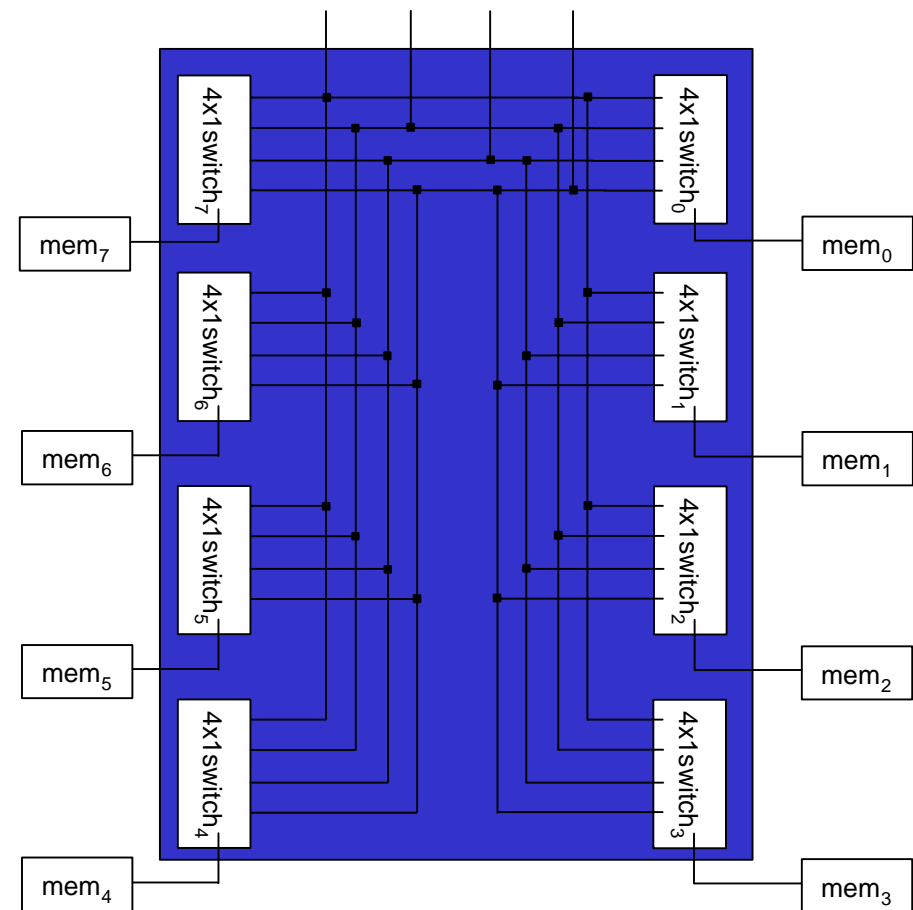 4x1switch₇
4x1switch₀
mem₇
mem₀
4x1switch₆
4x1switch₁
mem₆
mem₁
4x1switch₅
4x1switch₂
mem₅
mem₂
4x1switch₄
4x1switch₃
mem₄
mem₃